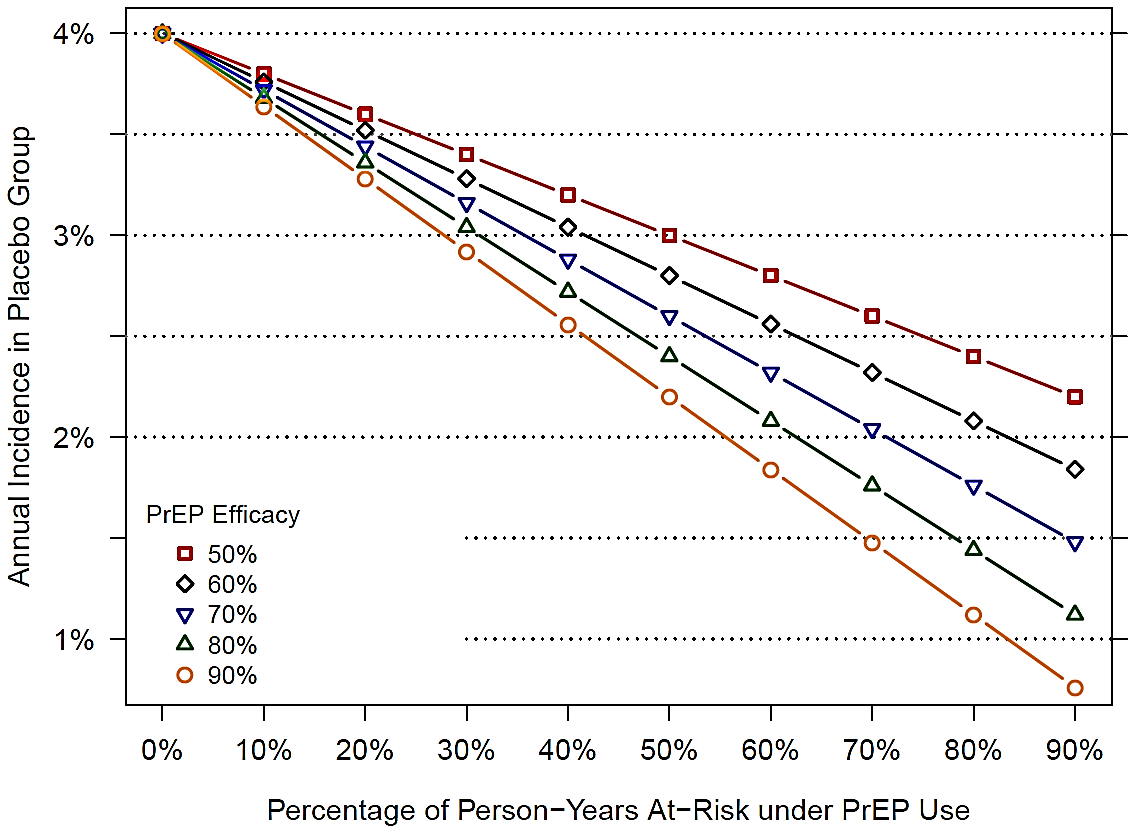 4%
3%
2%
1%
Annual Incidence in Placebo Group
PrEP Efficacy
50%
60%
70%
80%
90%
0% 10% 20% 30% 40% 50% 60% 70% 80% 90%
Percentage of Person−Years At−Risk under PrEP Use